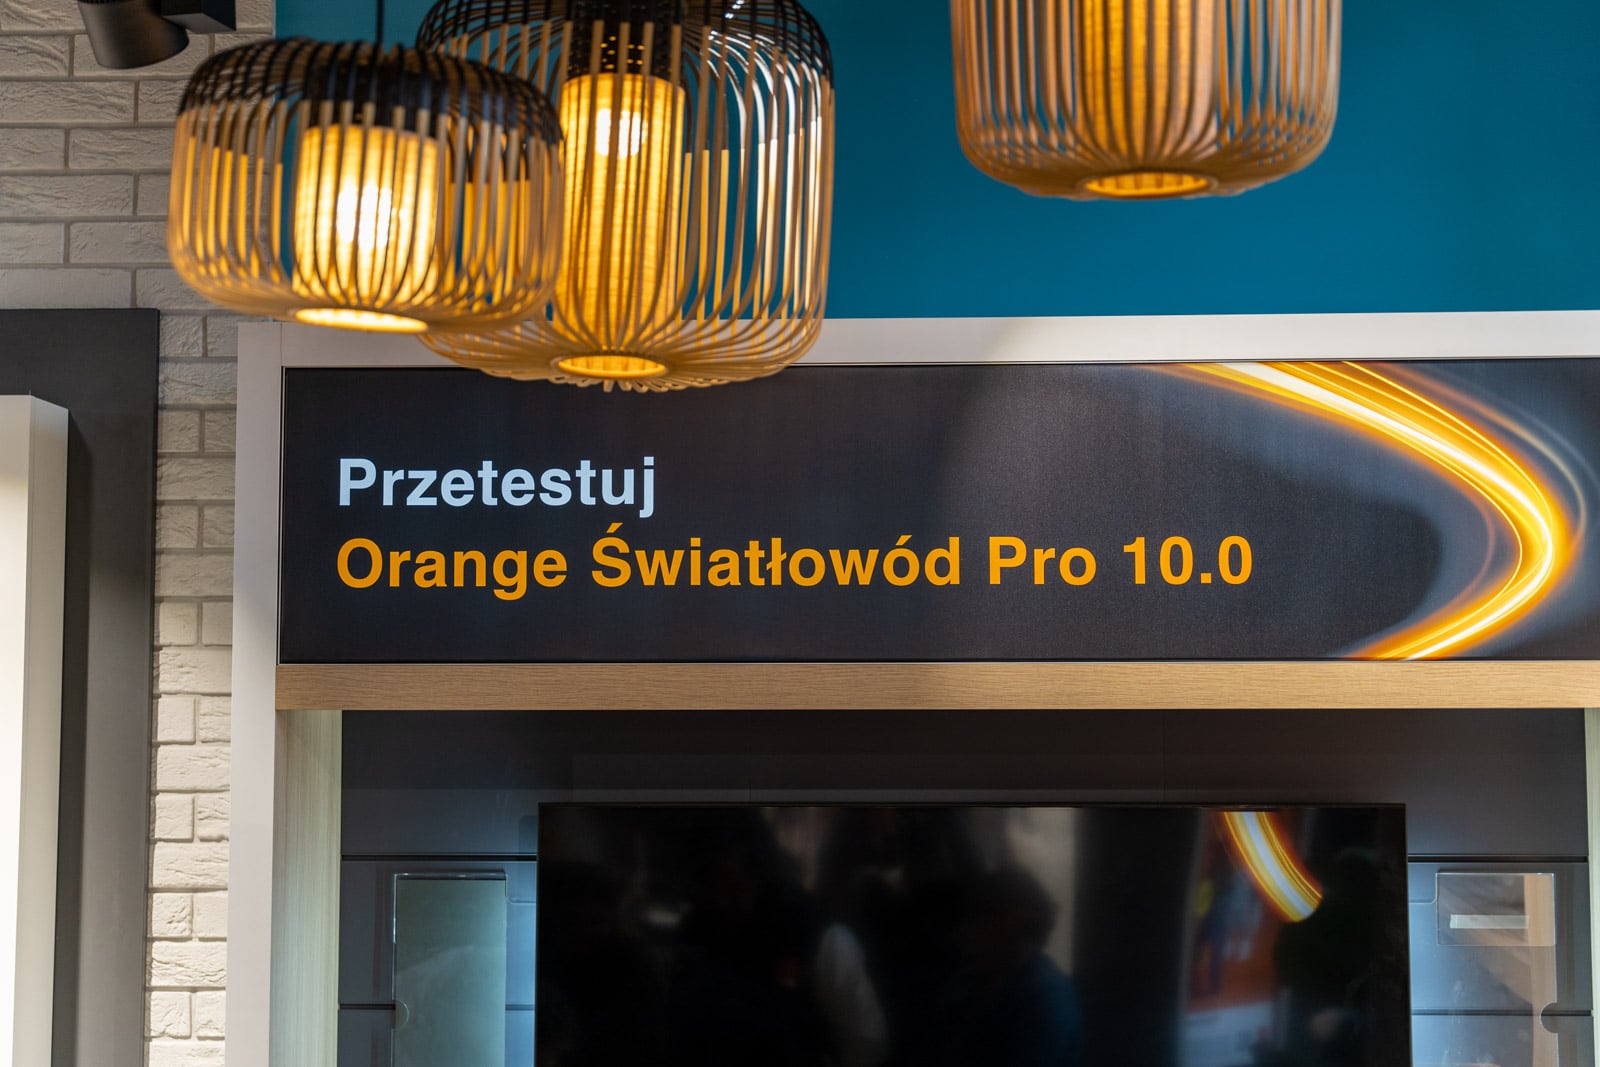 Przetestuj
Orange Światłowód Pro 10.0